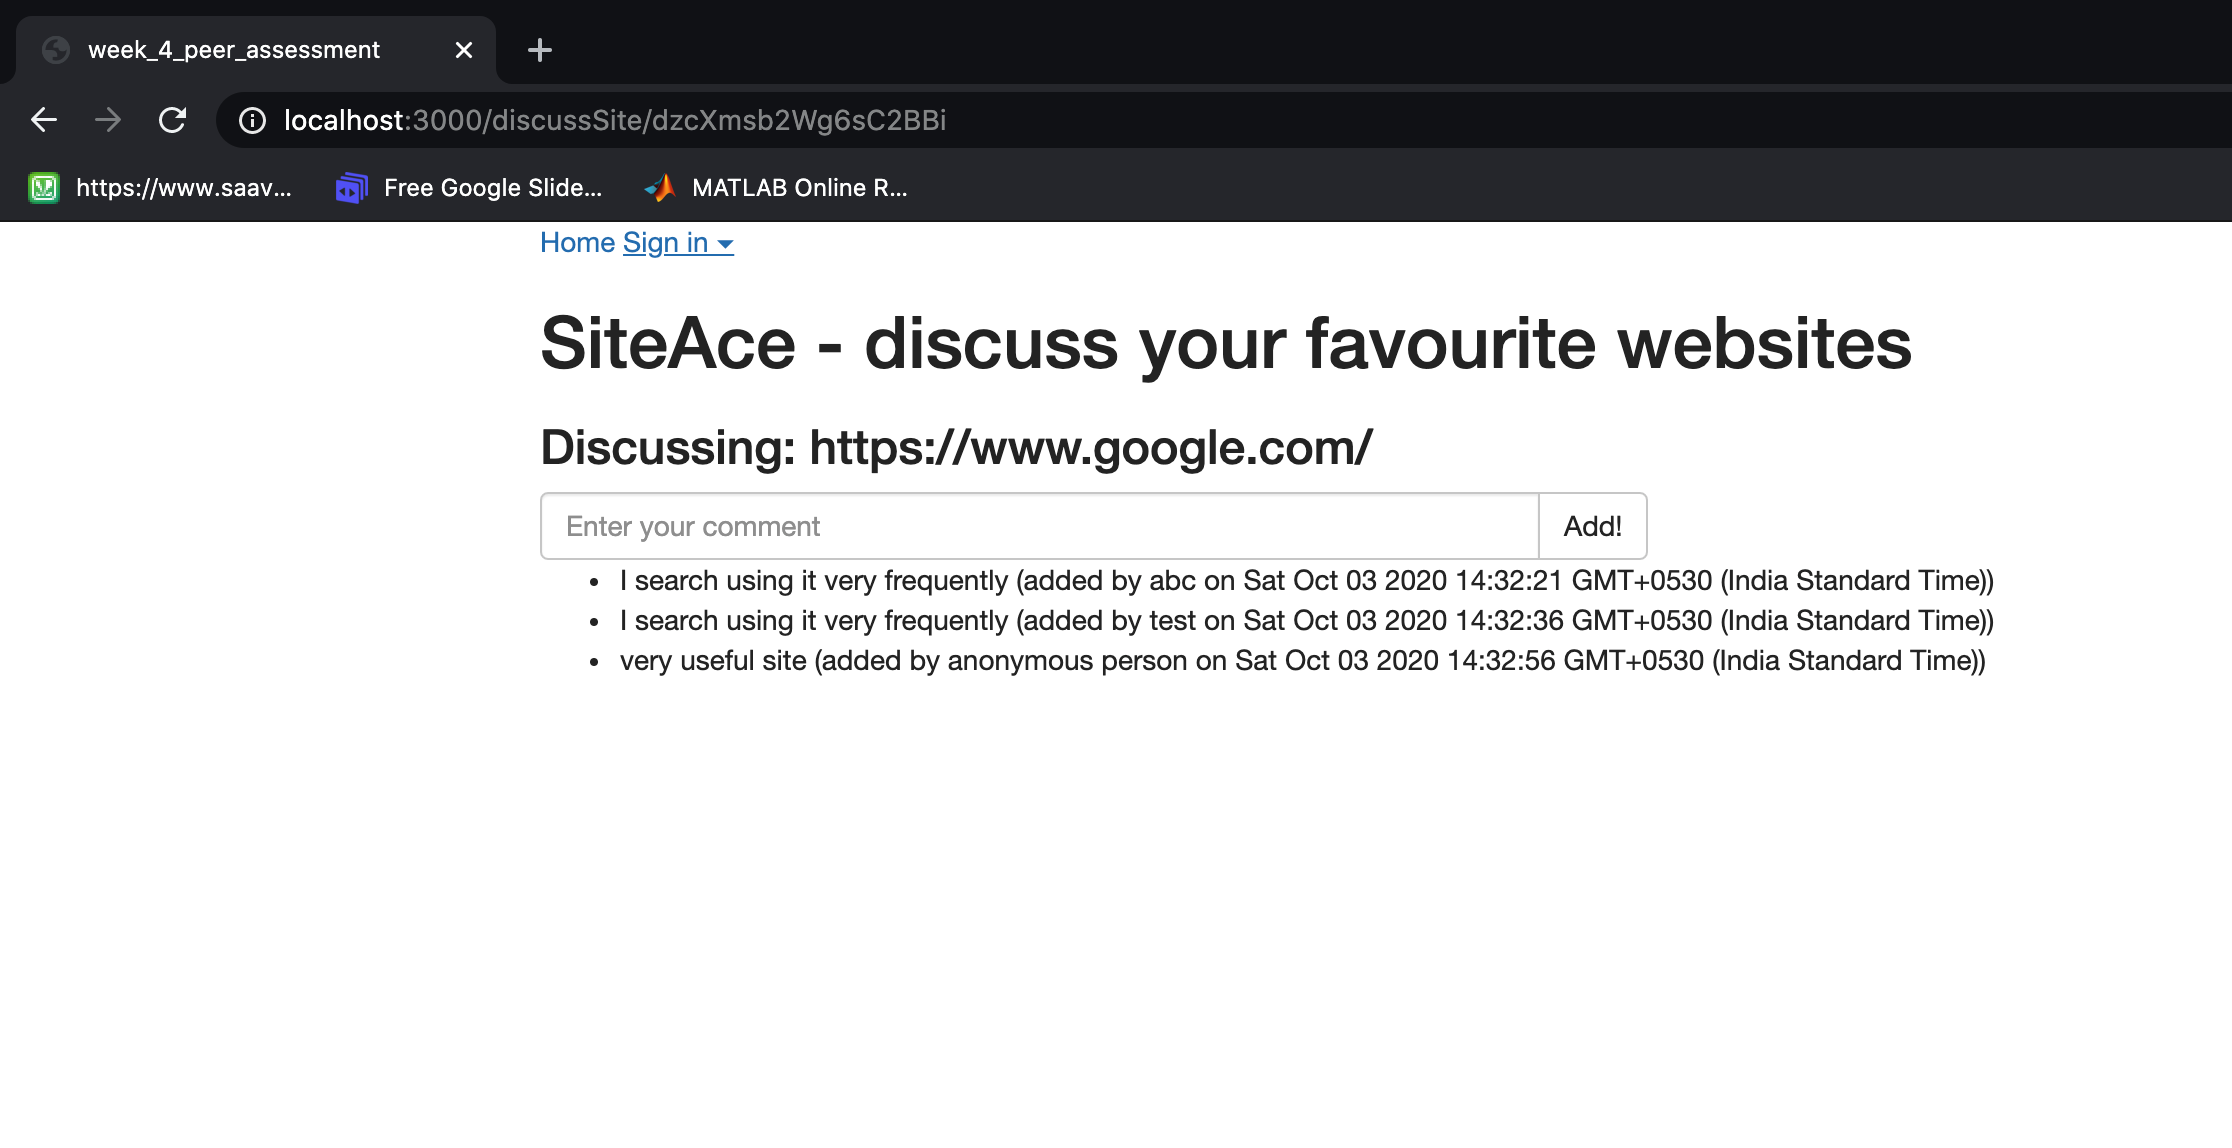 week_4_peer_assessment
localhost:3000/discussSite/dzcXmsb2Wg6sC2BBi
https://www.saav... Free Google Slide... MATLAB Online R...
Home Sign in
SiteAce - discuss your favourite websites
Discussing: https://www.google.com/
Enter your comment Add!
I search using it very frequently (added by abc on Sat Oct 03 2020 14:32:21 GMT+0530 (India Standard Time))
I search using it very frequently (added by test on Sat Oct 03 2020 14:32:36 GMT+0530 (India Standard Time))
very useful site (added by anonymous person on Sat Oct 03 2020 14:32:56 GMT+0530 (India Standard Time))